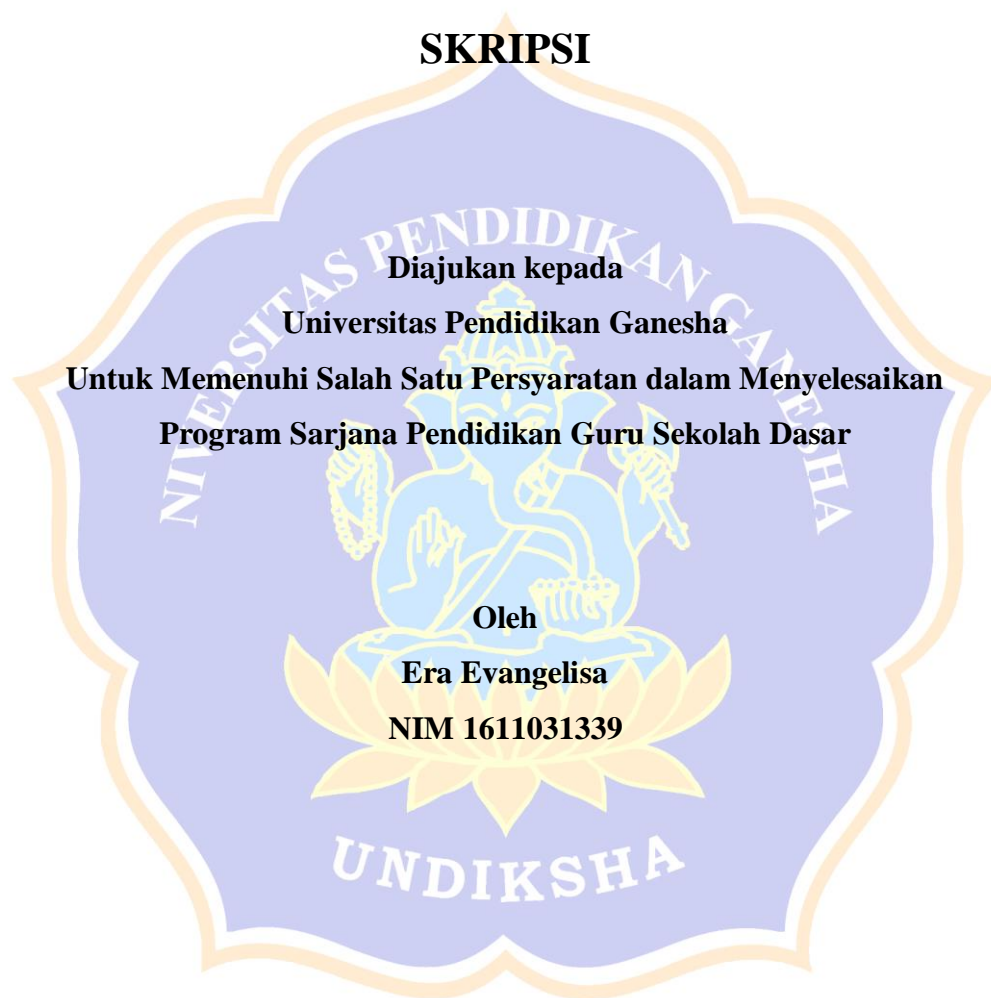 SKRIPSI
NIVERSITAS PENDIDIKAN GANESHA
Diajukan kepada
Universitas Pendidikan Ganesha
Untuk Memenuhi Salah Satu Persyaratan dalam Menyelesaikan
Program Sarjana Pendidikan Guru Sekolah Dasar
Oleh
Era Evangelisa
NIM 1611031339
UNDIKSHA